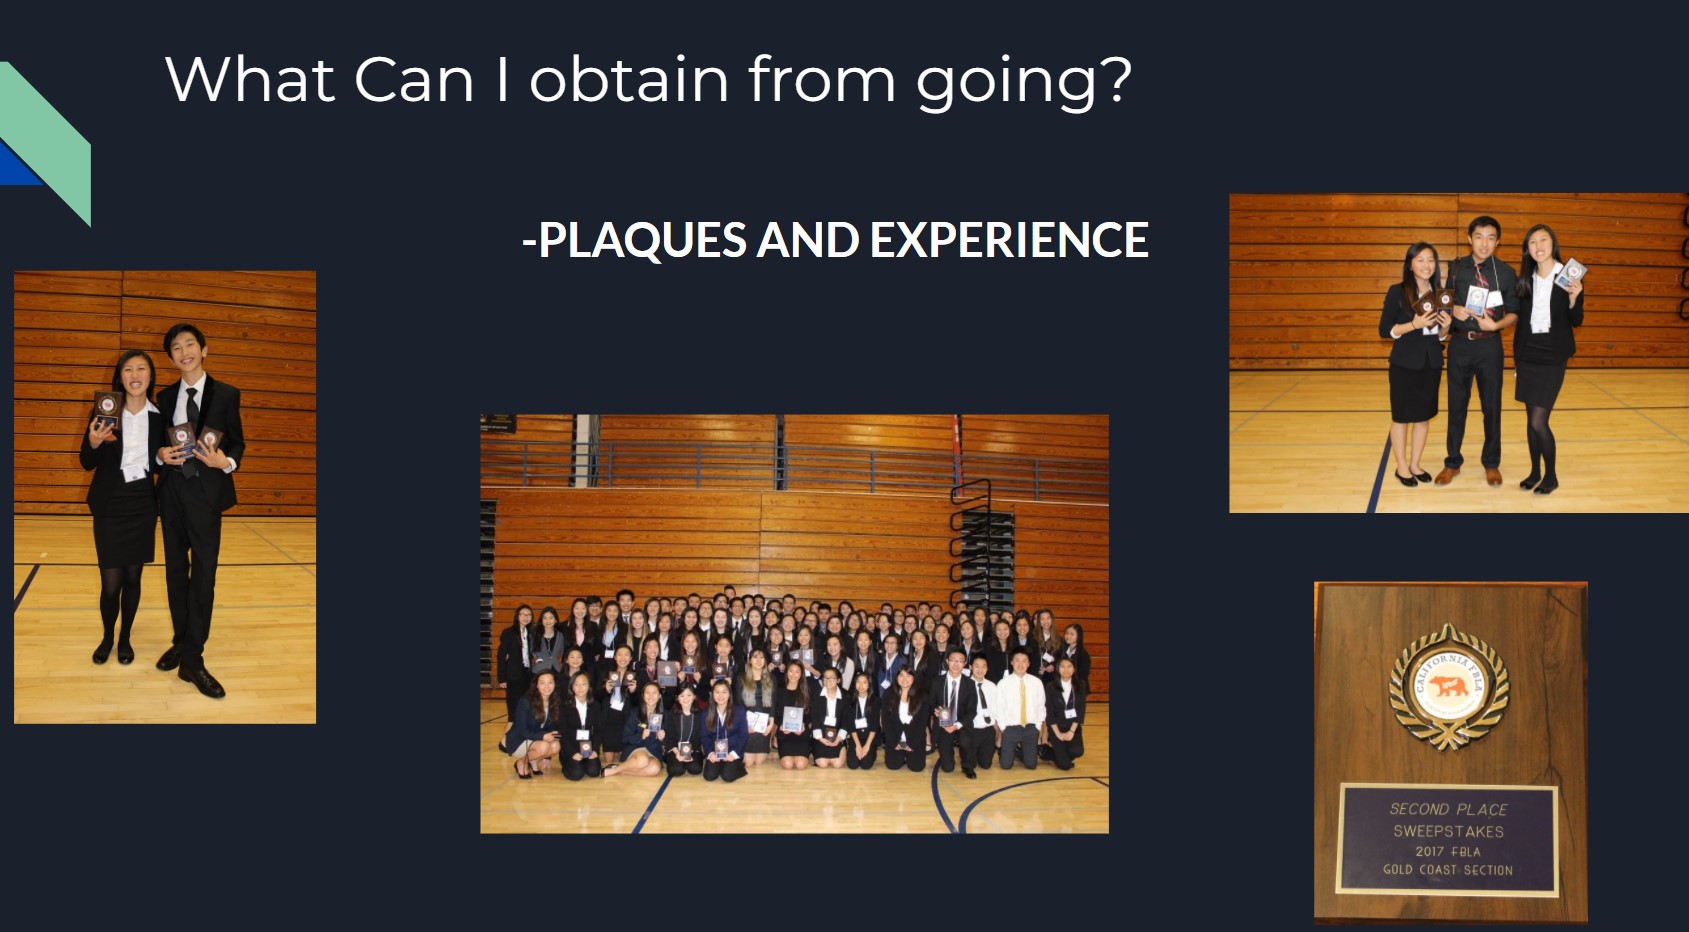 What Can I obtain from going?
-PLAQUES AND EXPERIENCE
CALIFORNIA FBLA
SECOND PLACE
SWEEPSTAKES
2017 FBLA
GOLD COAST SECTION